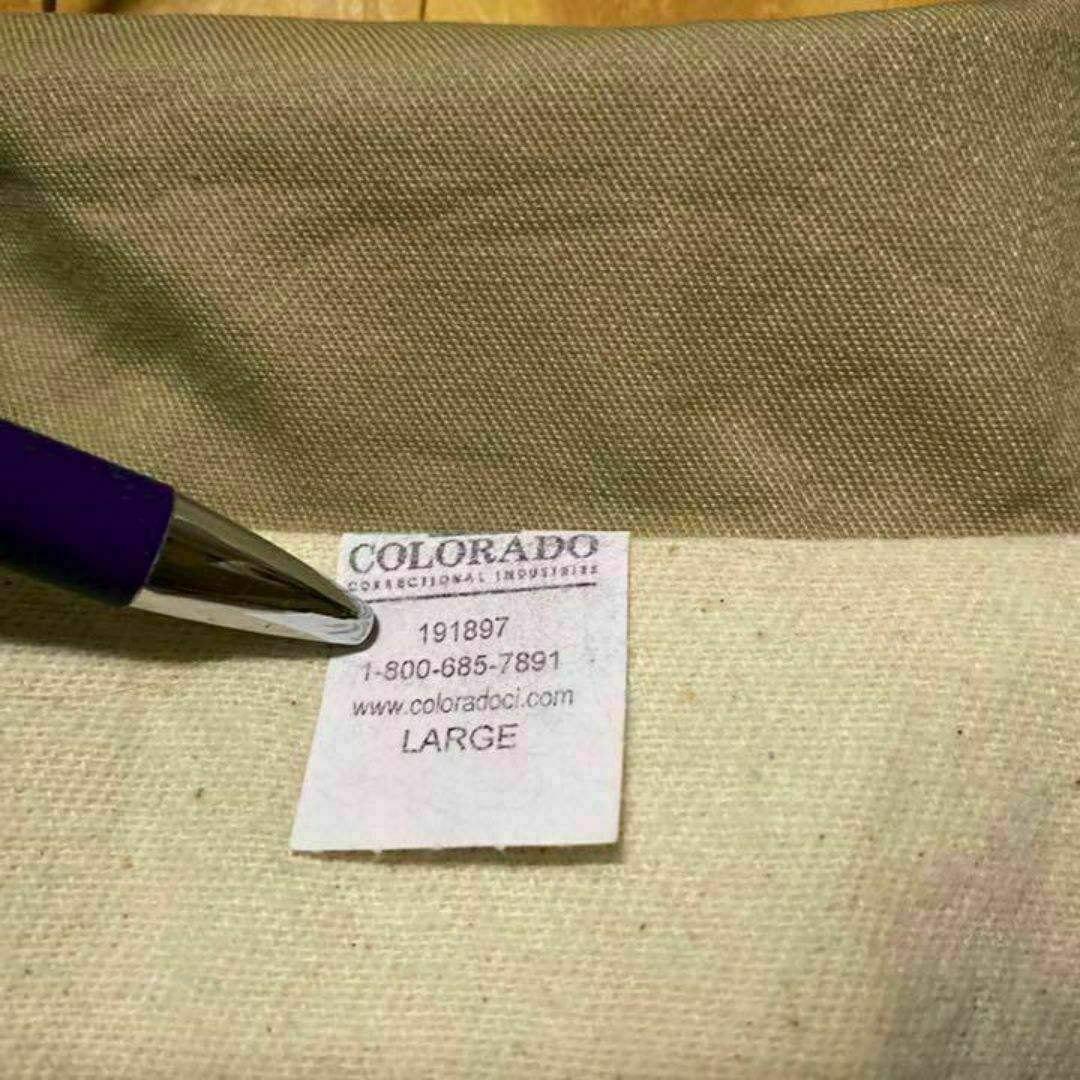 COLORADO
CORRECTIONAL INDUSTRIES
191897
1-800-685-7891
www.coloradoci.com
LARGE